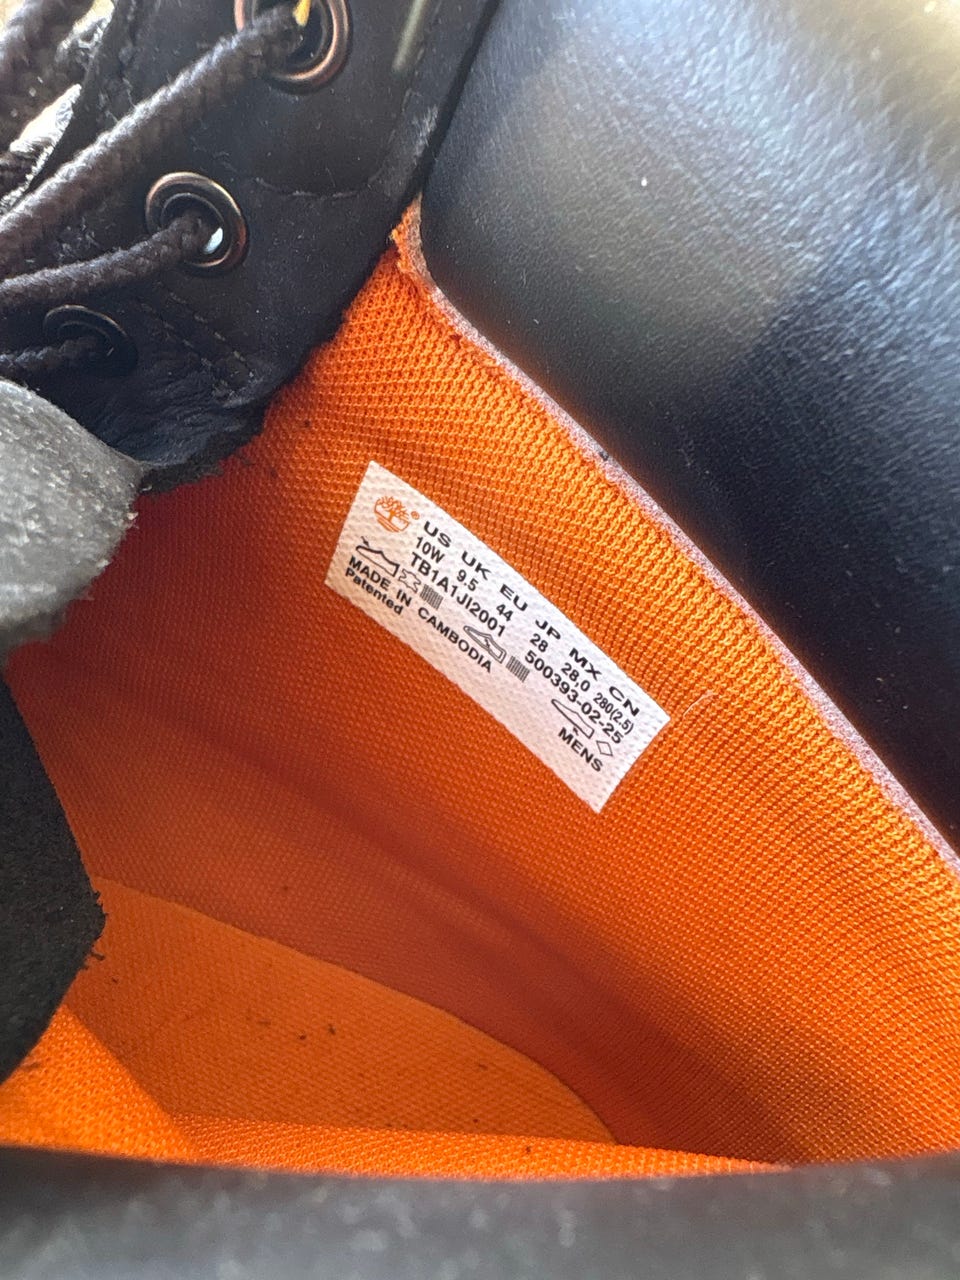 ®
US UK EU JP MX CN
10W 9.5 44 28 28,0 280(2.5)
TB1A1JI2001 500393-02-25
MADE IN CAMBODIA
Patented MENS